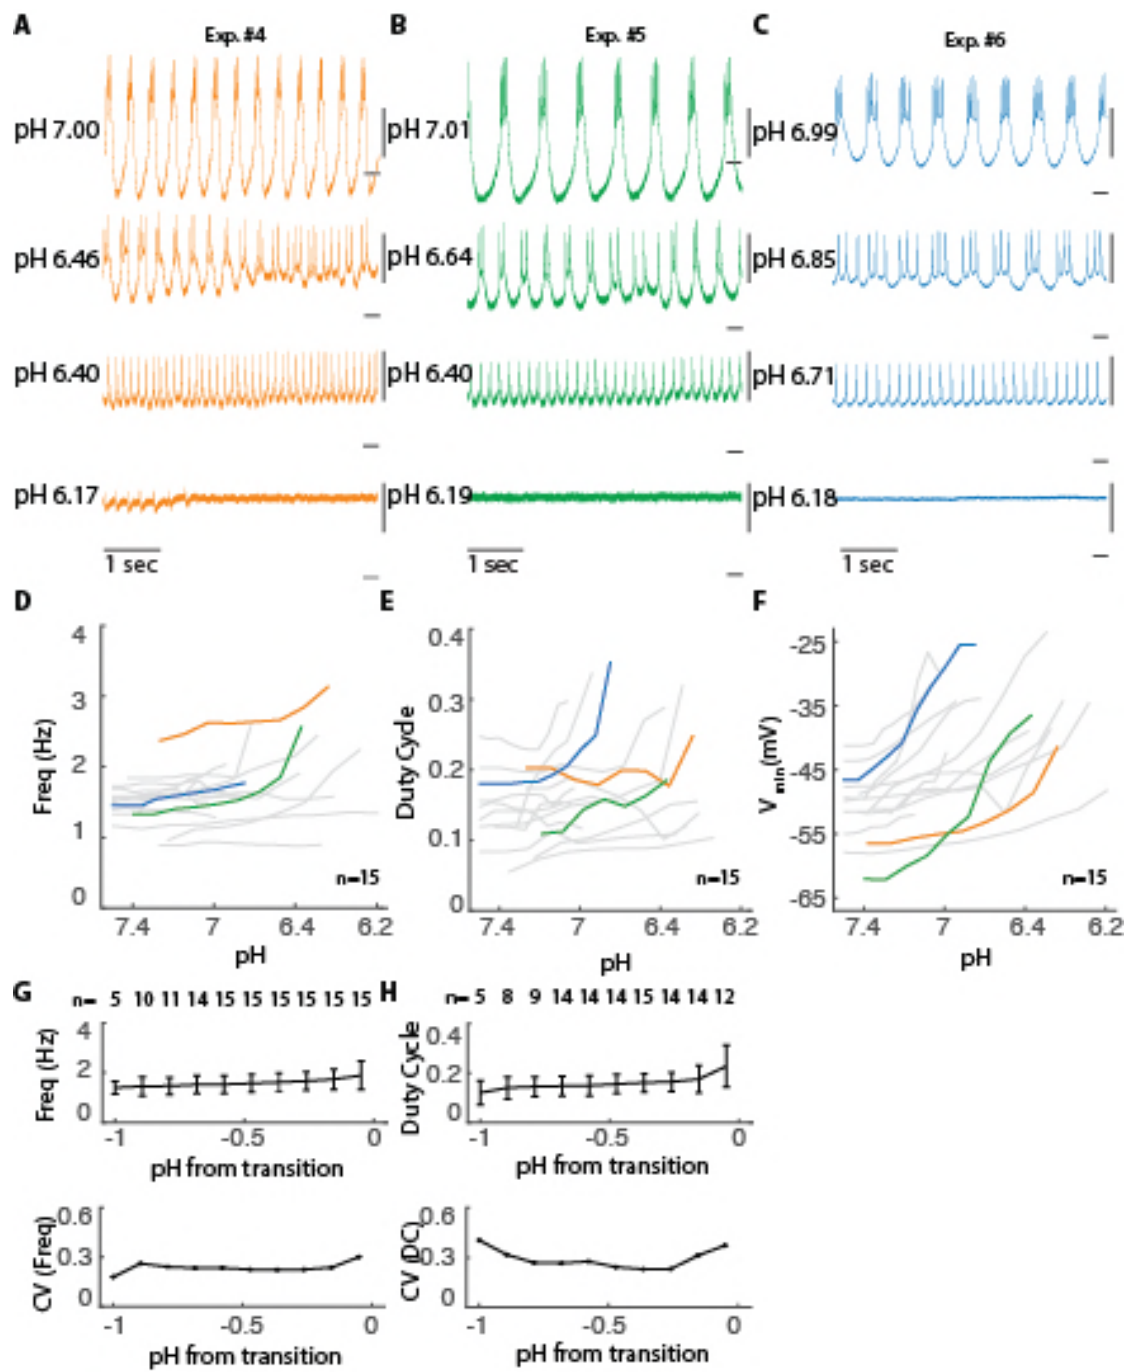 A B C
Exp. #4 Exp. #5 Exp. #6
pH 7.00 pH 7.01 pH 6.99
pH 6.46 pH 6.64 pH 6.85
pH 6.40 pH 6.40 pH 6.71
pH 6.17 pH 6.19 pH 6.18
1 sec 1 sec 1 sec
D E F
Freq (Hz)
4
3
2
1
0
7.4 7 6.4 6.2
pH
n=15
Duty Cycle
0.4
0.3
0.2
0.1
0
7.4 7 6.4 6.2
pH
n=15
Vmin(mV)
-25
-35
-45
-55
-65
7.4 7 6.4 6.2
pH
n=15
G H
n= 5 10 11 14 15 15 15 15 15 15
Freq (Hz)
4
2
0
-1 -0.5 0
pH from transition
n= 5 8 9 14 14 14 15 14 14 12
Duty Cycle
0.4
0.2
0
-1 -0.5 0
pH from transition
CV (Freq)
0.6
0.3
0
-1 -0.5 0
pH from transition
CV (DC)
0.6
0.3
0
-1 -0.5 0
pH from transition